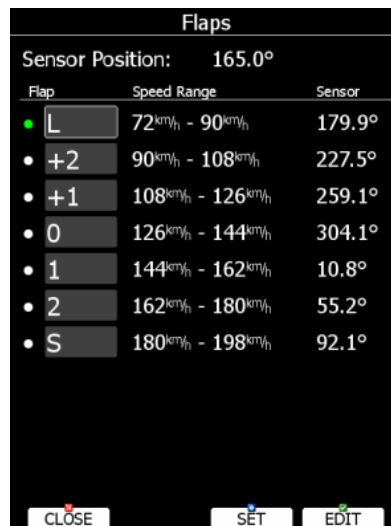 Flaps
Sensor Position: 165.0°
Flap Speed Range Sensor
L 72km/h - 90km/h 179.9°
+2 90km/h - 108km/h 227.5°
+1 108km/h - 126km/h 259.1°
0 126km/h - 144km/h 304.1°
1 144km/h - 162km/h 10.8°
2 162km/h - 180km/h 55.2°
S 180km/h - 198km/h 92.1°
CLOSE SET EDIT